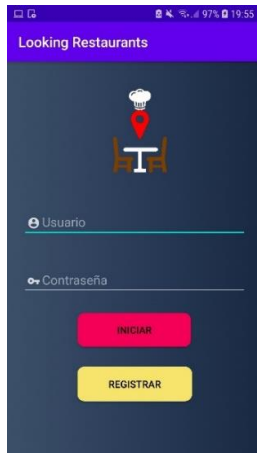 97% 19:55
Looking Restaurants
Usuario
Contraseña
INICIAR
REGISTRAR